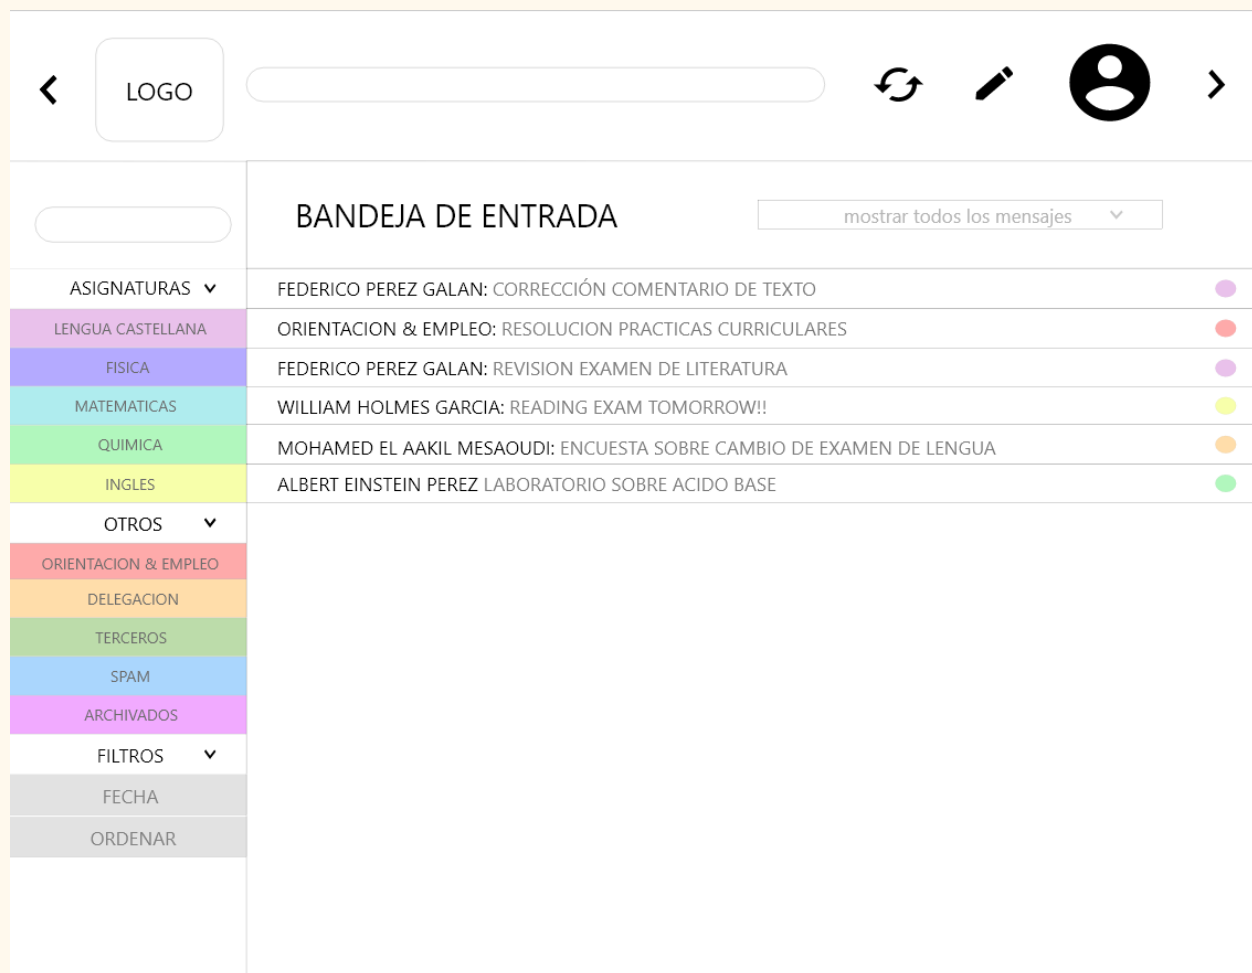 LOGO
BANDEJA DE ENTRADA
mostrar todos los mensajes
ASIGNATURAS
LENGUA CASTELLANA
FISICA
MATEMATICAS
QUIMICA
INGLES
OTROS
ORIENTACION & EMPLEO
DELEGACION
TERCEROS
SPAM
ARCHIVADOS
FILTROS
FECHA
ORDENAR
FEDERICO PEREZ GALAN: CORRECCIÓN COMENTARIO DE TEXTO
ORIENTACION & EMPLEO: RESOLUCION PRACTICAS CURRICULARES
FEDERICO PEREZ GALAN: REVISION EXAMEN DE LITERATURA
WILLIAM HOLMES GARCIA: READING EXAM TOMORROW!!
MOHAMED EL AAKIL MESAOUDI: ENCUESTA SOBRE CAMBIO DE EXAMEN DE LENGUA
ALBERT EINSTEIN PEREZ LABORATORIO SOBRE ACIDO BASE